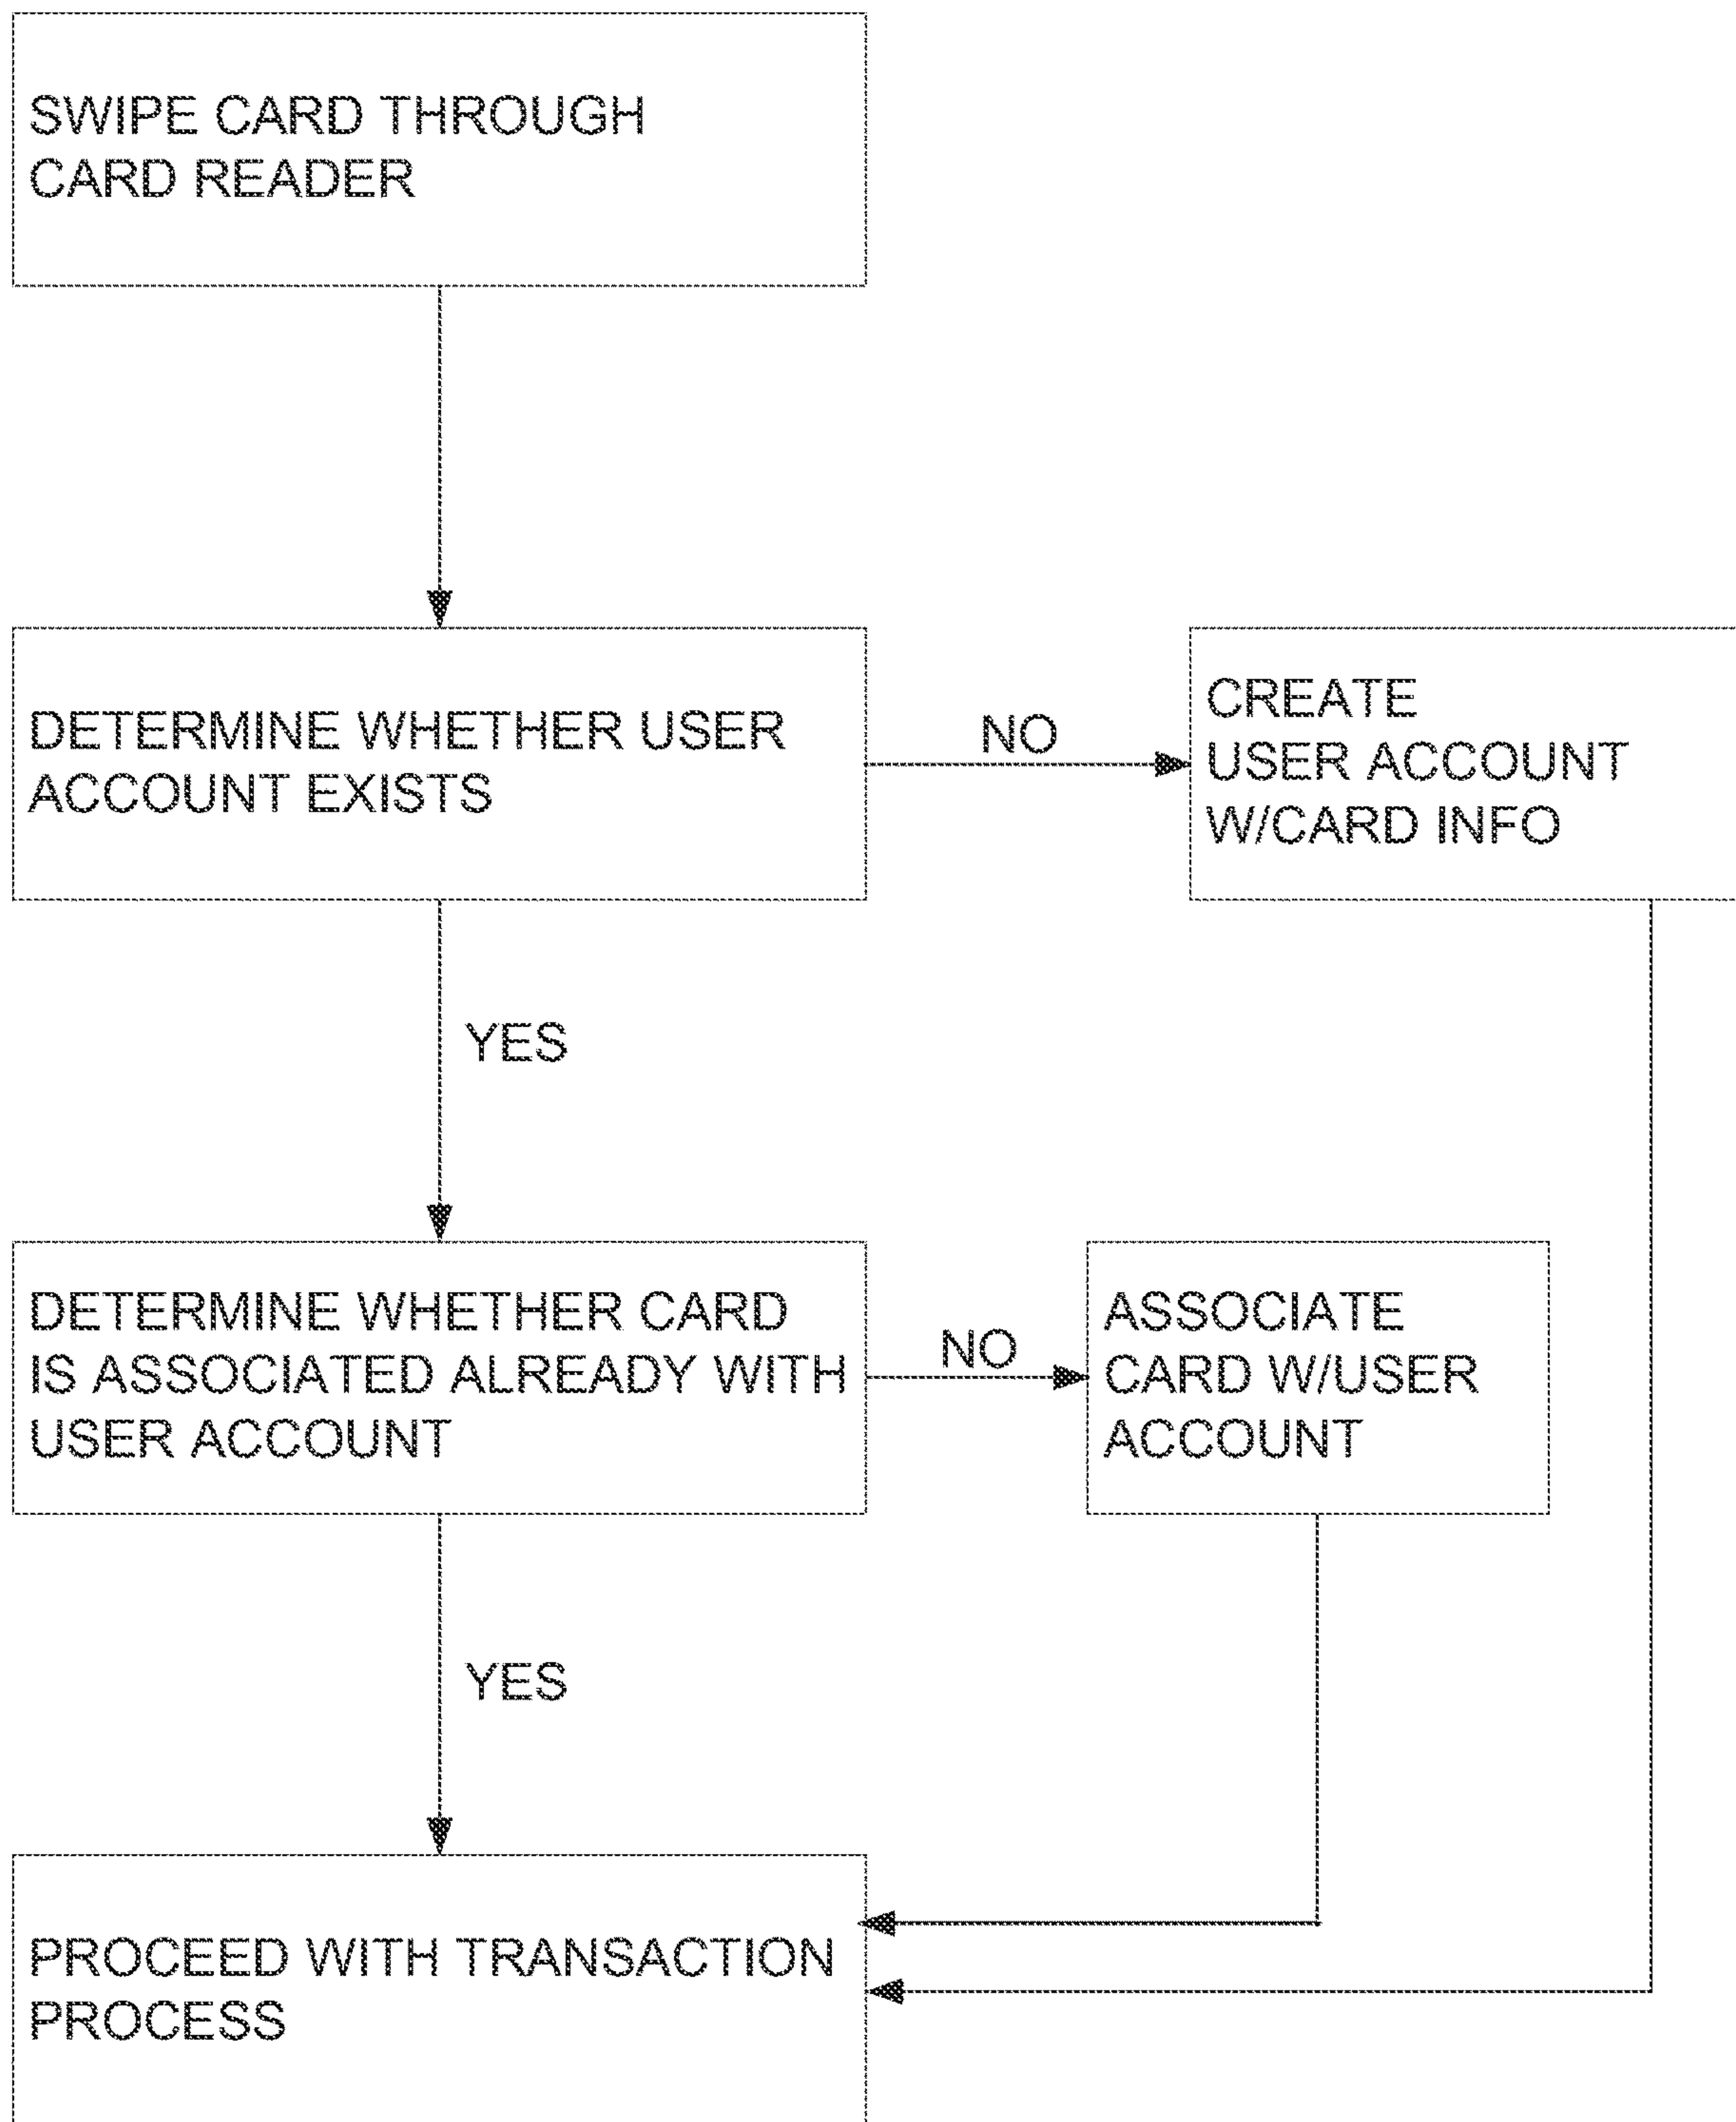 SWIPE CARD THROUGH
CARD READER
DETERMINE WHETHER USER
ACCOUNT EXISTS
NO
CREATE
USER ACCOUNT
W/CARD INFO
YES
DETERMINE WHETHER CARD
IS ASSOCIATED ALREADY WITH
USER ACCOUNT
NO
ASSOCIATE
CARD W/USER
ACCOUNT
YES
PROCEED WITH TRANSACTION
PROCESS